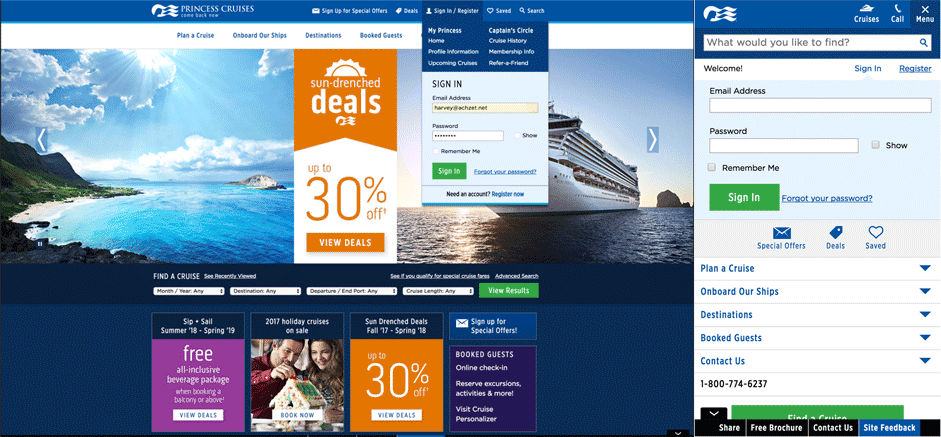 PRINCESS CRUISES
come back new
Sign Up for Special Offers
Deals
Sign In / Register
Saved
Search
Plan a Cruise
Onboard Our Ships
Destinations
Booked Guests
My Princess
Home
Profile Information
Upcoming Cruises
Captain's Circle
Cruise History
Membership Info
Refer-a-Friend
SIGN IN
Email Address
harvey@achzet.net
Password
Show
Remember Me
Sign In
Forgot your password?
Need an account? Register now
sun-drenched
deals
up to
30%
off†
VIEW DEALS
FIND A CRUISE
See Recently Viewed
See if you qualify for special cruise fares
Advanced Search
Month / Year: Any
Destination: Any
Departure / End Port: Any
Cruise Length: Any
View Results
Sip + Sail
Summer '18 - Spring '19
free
all-inclusive
beverage package
when booking a
balcony or above!
VIEW DEALS
2017 holiday cruises
on sale
BOOK NOW
Sun Drenched Deals
Fall '17 - Spring '18
up to
30%
off†
VIEW DEALS
Sign up for
Special Offers!
BOOKED GUESTS
Online check-in
Reserve excursions,
activities & more!
Visit Cruise
Personalizer
Cruises
Call
Menu
What would you like to find?
Welcome!
Sign In
Register
Email Address
Password
Show
Remember Me
Sign In
Forgot your password?
Special Offers
Deals
Saved
Plan a Cruise
Onboard Our Ships
Destinations
Booked Guests
Contact Us
1-800-774-6237
Find a Cruise
Share
Free Brochure
Contact Us
Site Feedback